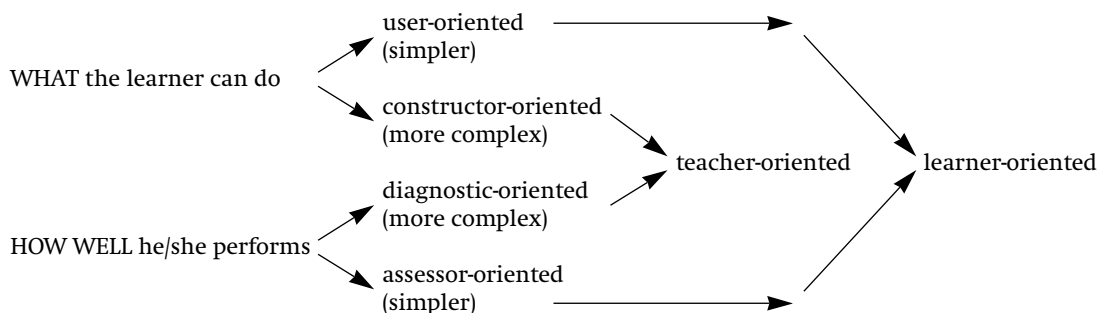 user-oriented
(simpler)
WHAT the learner can do
constructor-oriented
(more complex)
teacher-oriented
learner-oriented
diagnostic-oriented
(more complex)
HOW WELL he/she performs
assessor-oriented
(simpler)